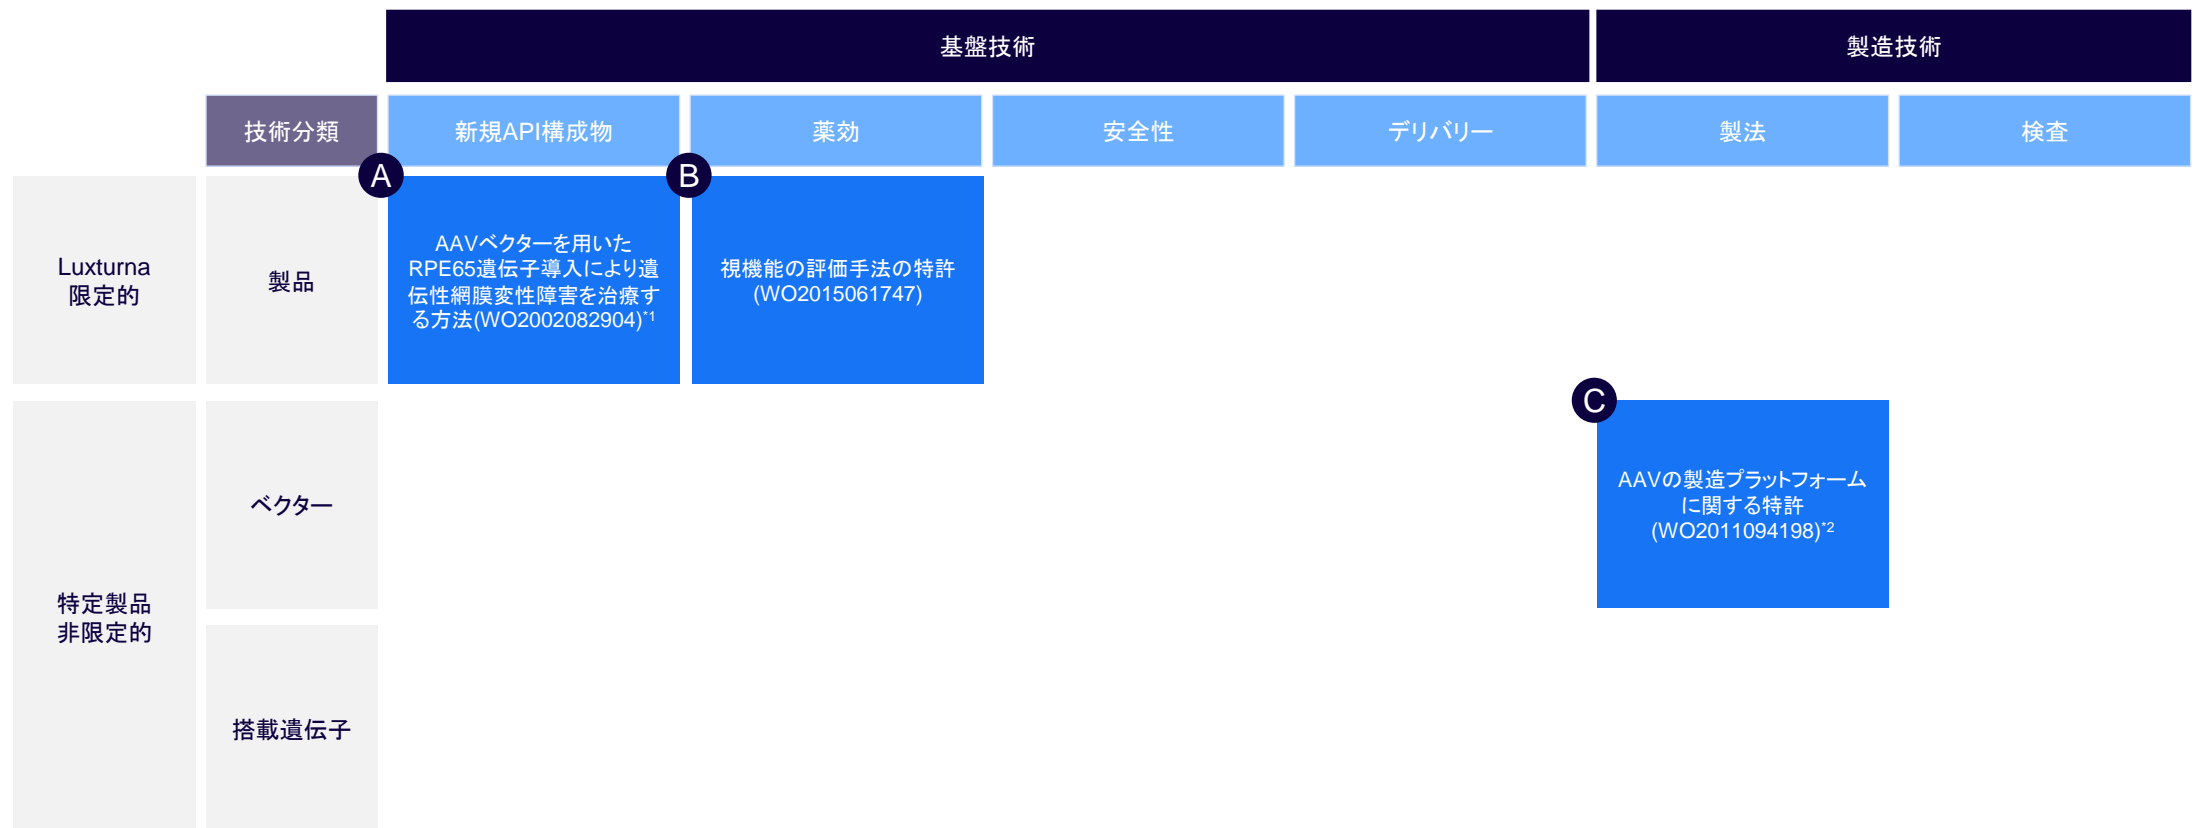 基盤技術
製造技術
技術分類
新規API構成物
薬効
安全性
デリバリー
製法
検査
A
B
Luxturna
限定的
製品
AAVベクターを用いた
RPE65遺伝子導入により遺
伝性網膜変性障害を治療す
る方法(WO2002082904)*1
視機能の評価手法の特許
(WO2015061747)
C
特定製品
非限定的
ベクター
AAVの製造プラットフォーム
に関する特許
(WO2011094198)*2
搭載遺伝子